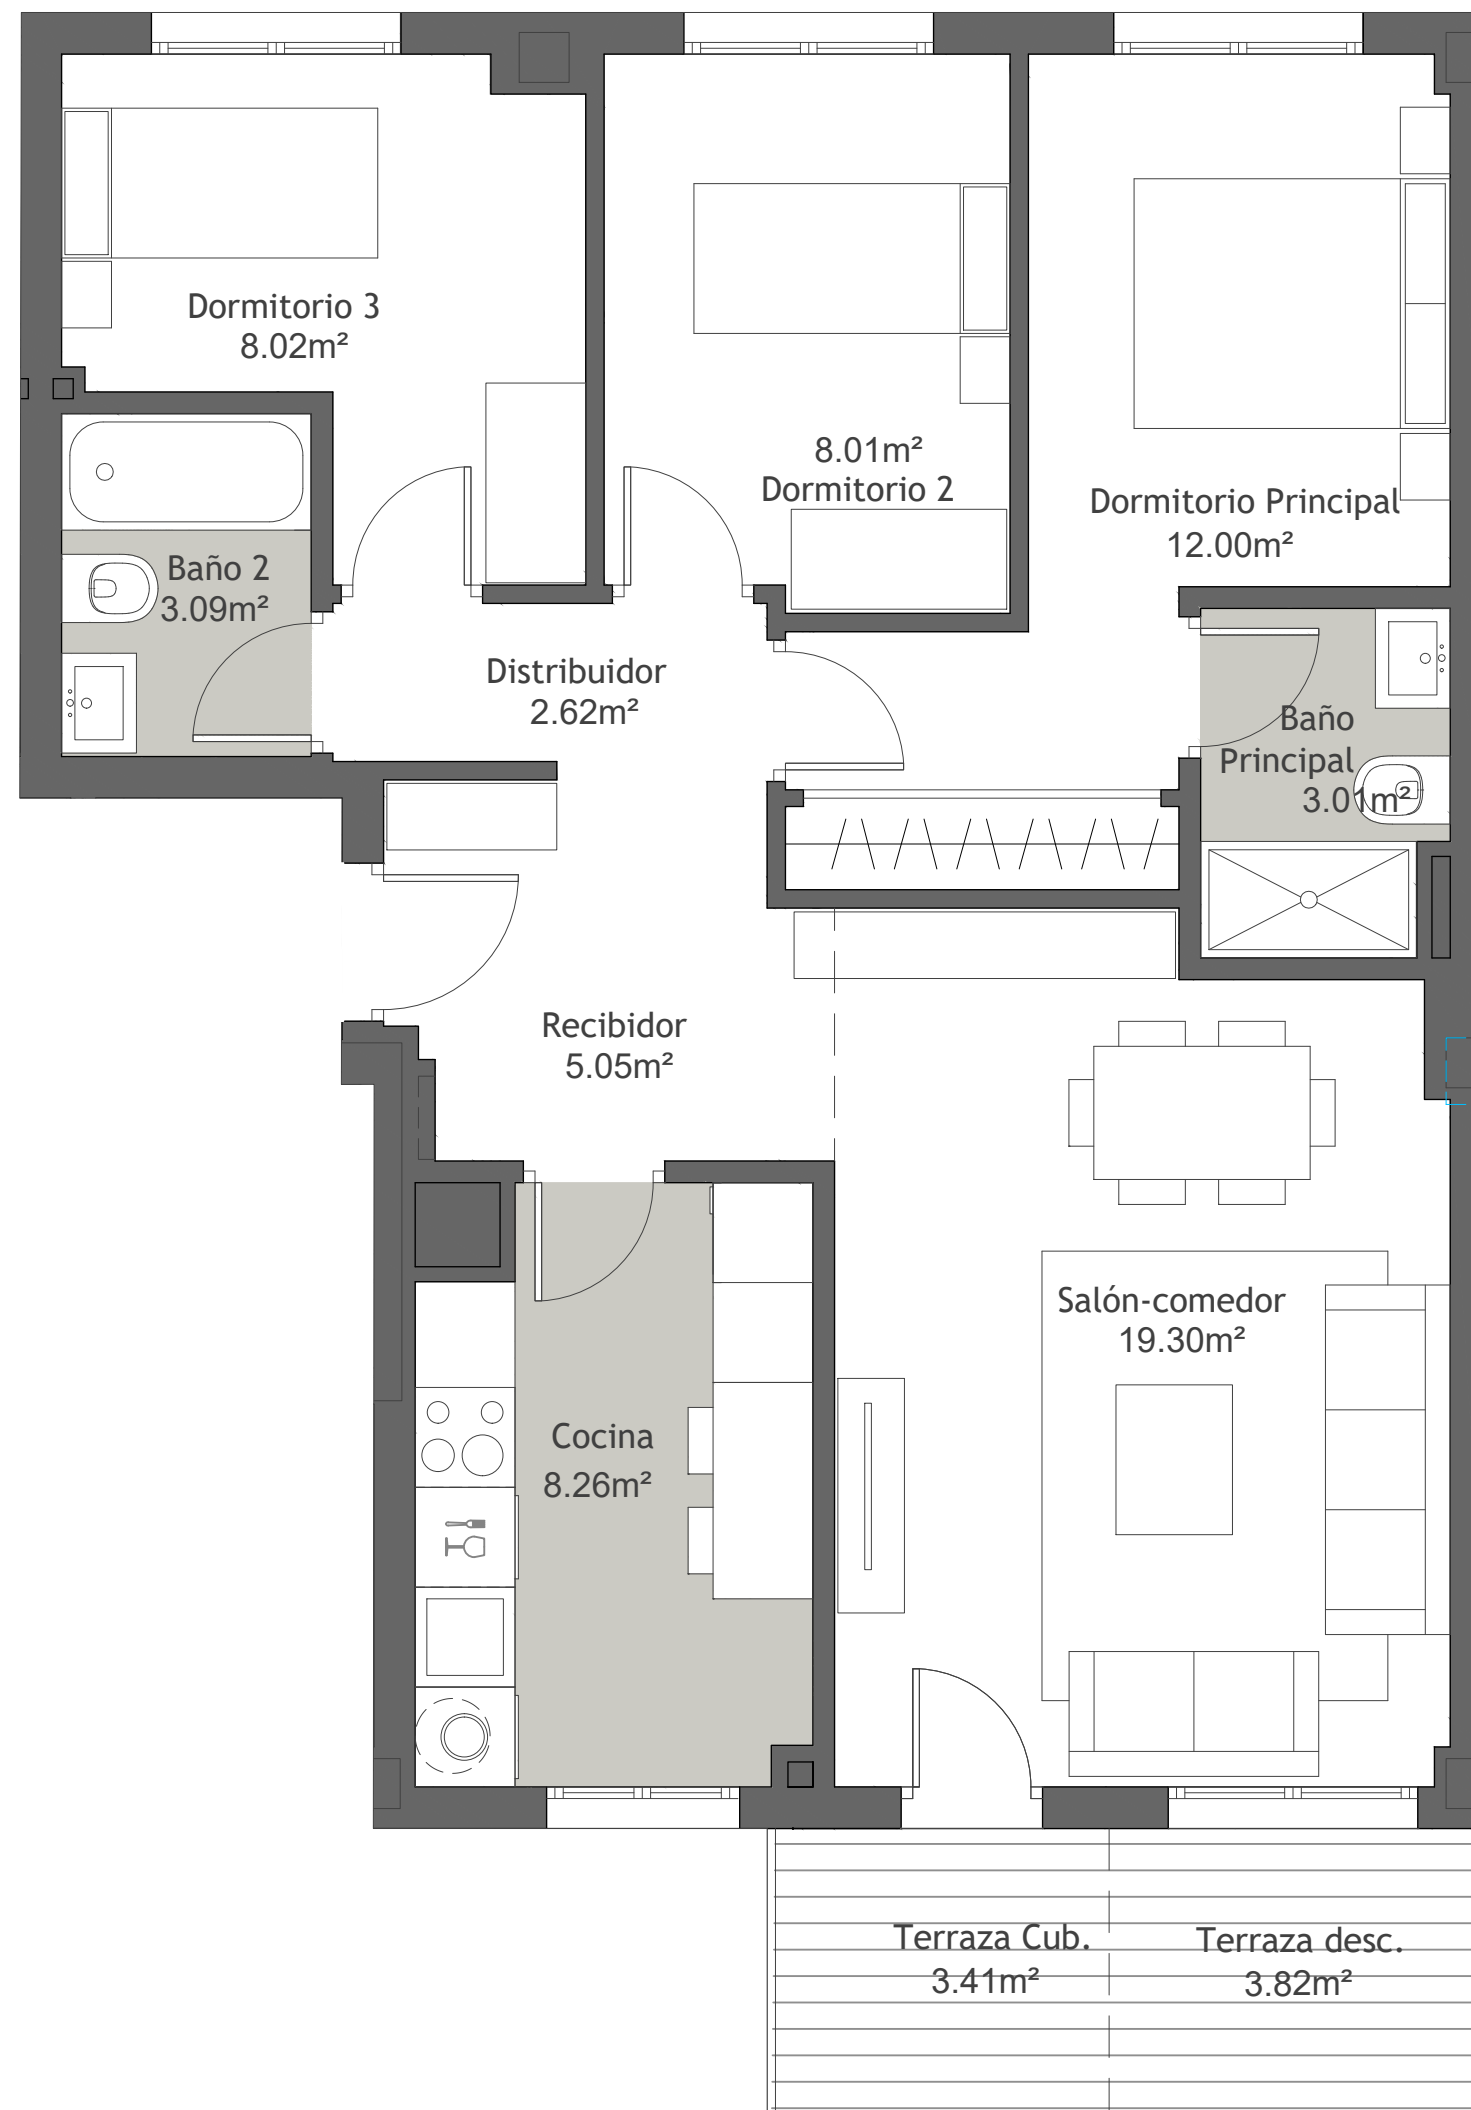 Dormitorio 3
8.02m²
8.01m²
Dormitorio 2
Dormitorio Principal
12.00m²
Baño 2
3.09m²
Distribuidor
2.62m²
Baño
Principal
3.01m²
Recibidor
5.05m²
Salón-comedor
19.30m²
Cocina
8.26m²
Terraza Cub.
3.41m²
Terraza desc.
3.82m²